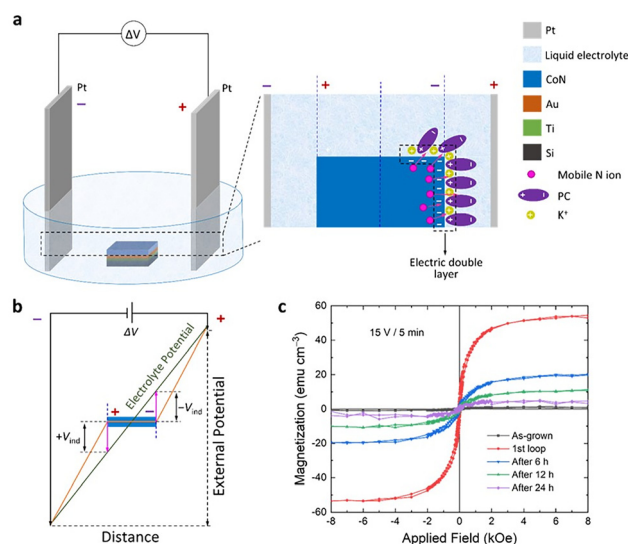 a
ΔV
Pt
Pt
−
+
+
−
+
−
Electric double
layer
Pt
Liquid electrolyte
CoN
Au
Ti
Si
Mobile N ion
PC
K⁺
b
−
ΔV
+
Electrolyte Potential
+
−
−Vind
+Vind
External Potential
Distance
c
Magnetization (emu cm⁻³)
60
40
20
0
-20
-40
-60
15 V / 5 min
As-grown
1st loop
After 6 h
After 12 h
After 24 h
-8 -6 -4 -2 0 2 4 6 8
Applied Field (kOe)